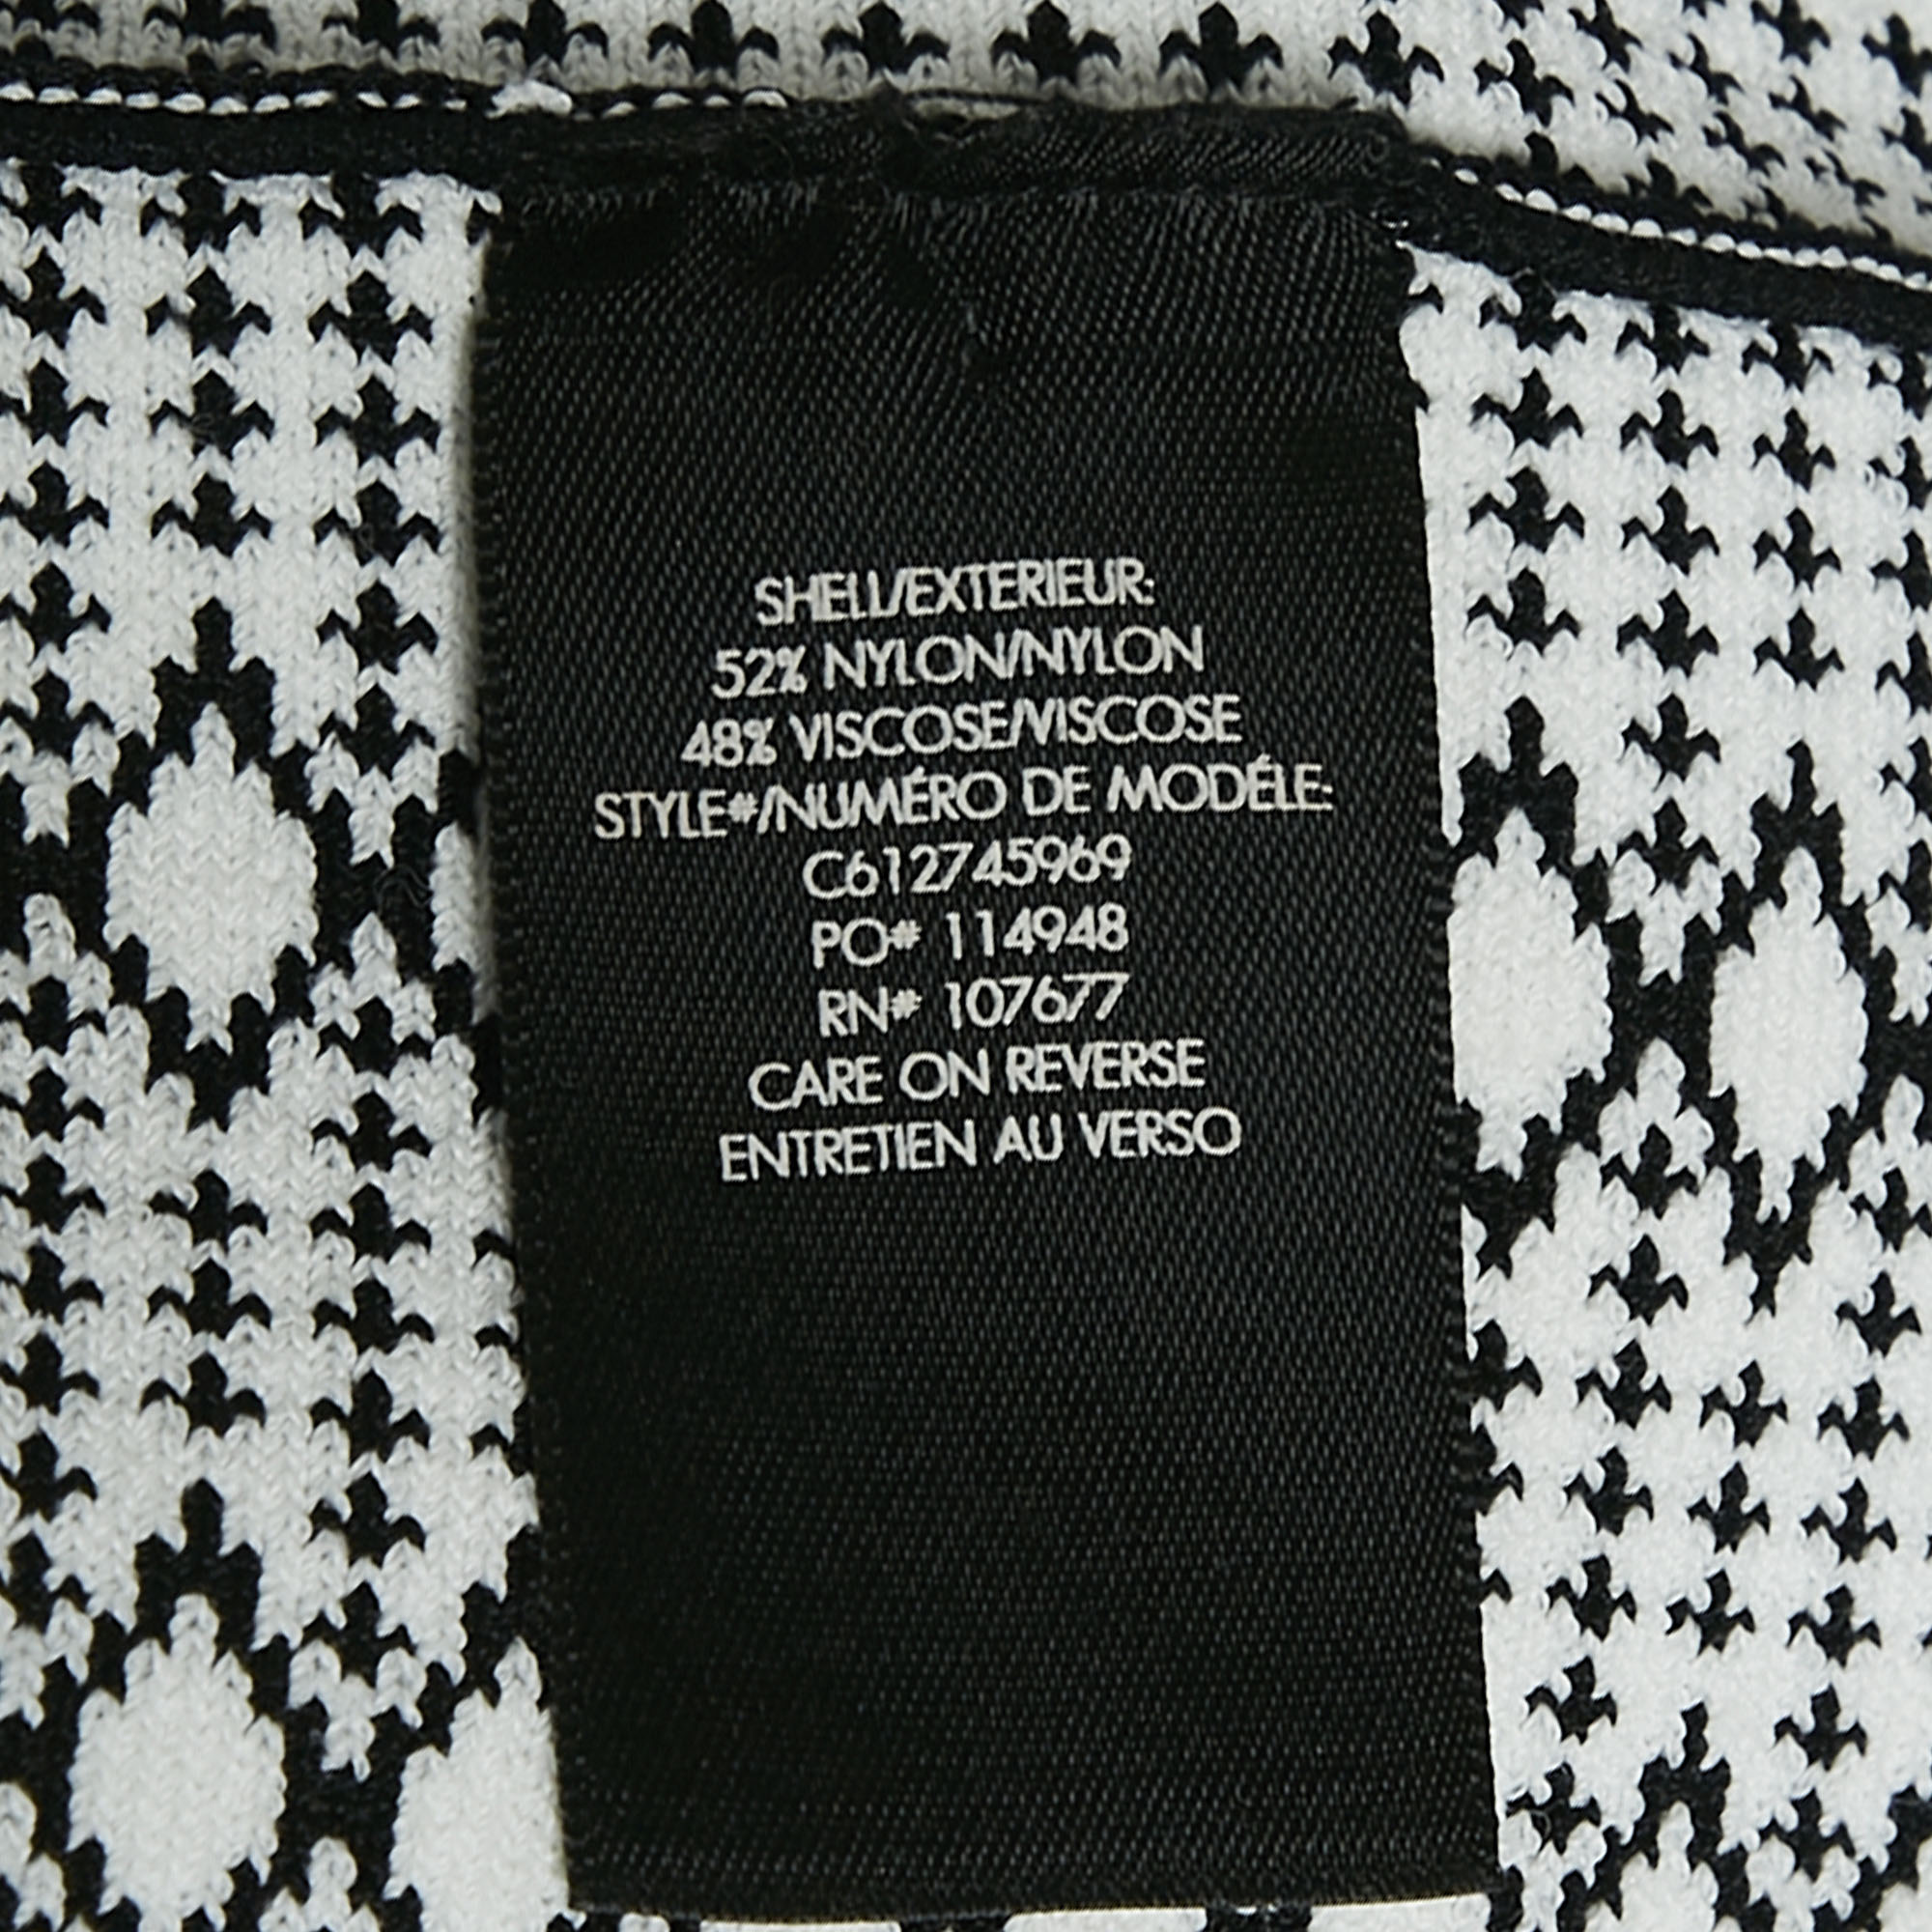 SHELL/EXTERIEUR:
52% NYLON/NYLON
48% VISCOSE/VISCOSE
STYLE#/NUMÉRO DE MODÉLE:
C612745969
PO# 114948
RN# 107677
CARE ON REVERSE
ENTRETIEN AU VERSO